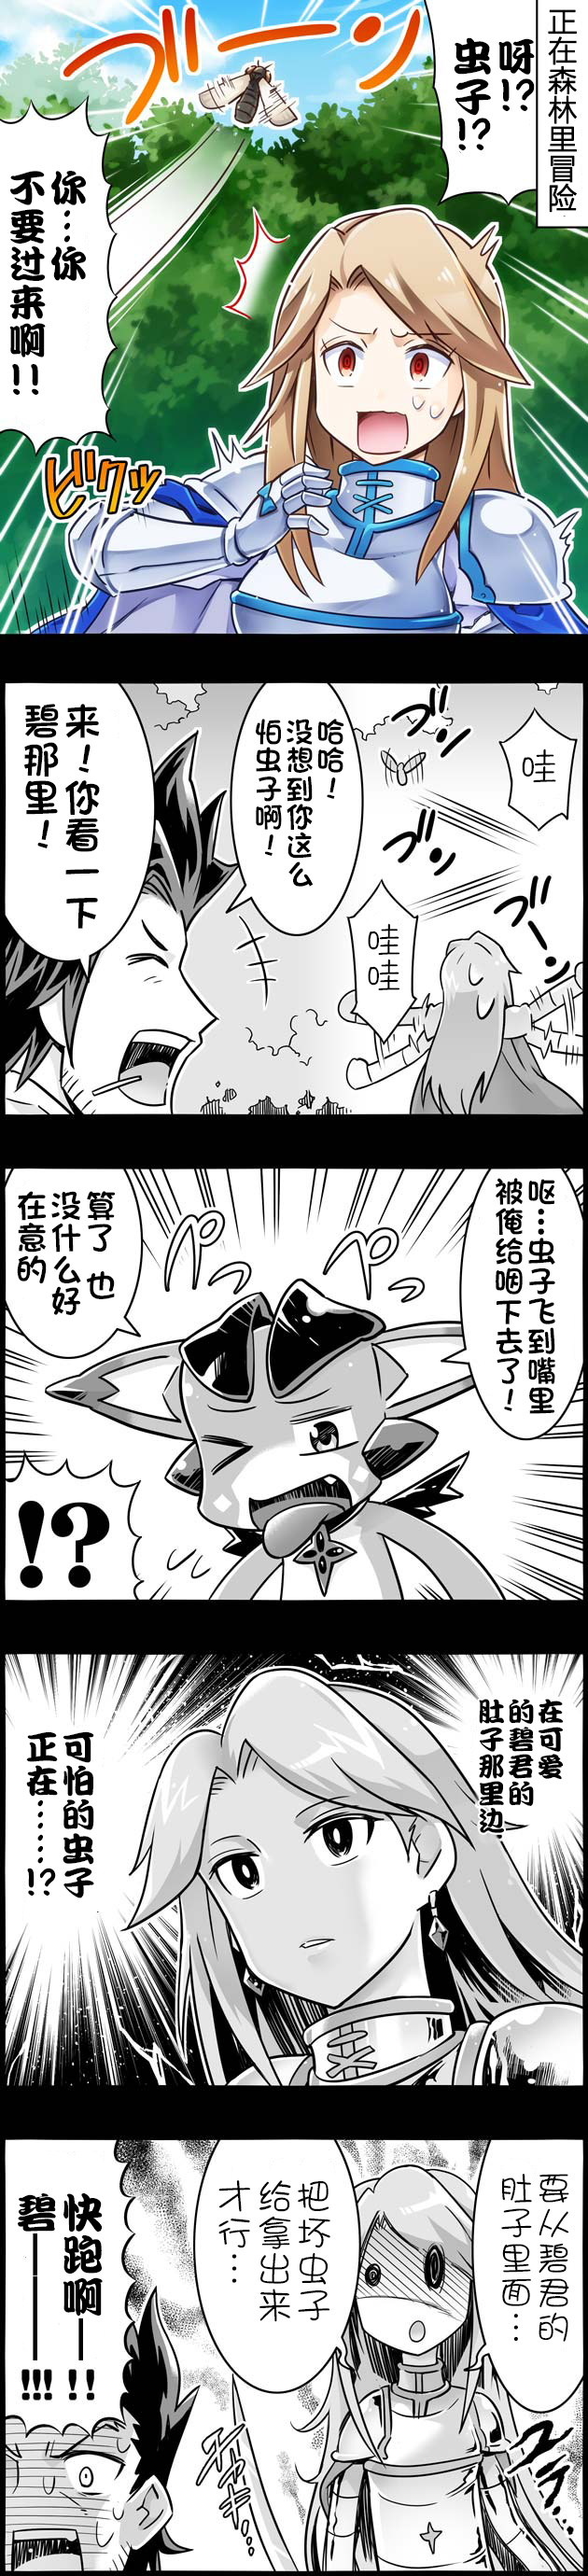 正在森林里冒险
呀!?
虫子!?
ブーン
你…你
不要过来啊!!
ビクッ
哇
ブン
哈哈！
没想到你这么
怕虫子啊！
来！你看一下
碧那里！
ブン
ブーン
哇
哇
呕…虫子飞到嘴里
被俺给咽下去了！
ペっ
ペっ
算了 也
没什么好
在意的
!?
在可爱
的碧君的
肚子那里边
可怕的虫子
正在……!?
要从碧君的
肚子里面…
把坏虫子
给拿出来
才行…
快跑啊—!!
碧———!!!